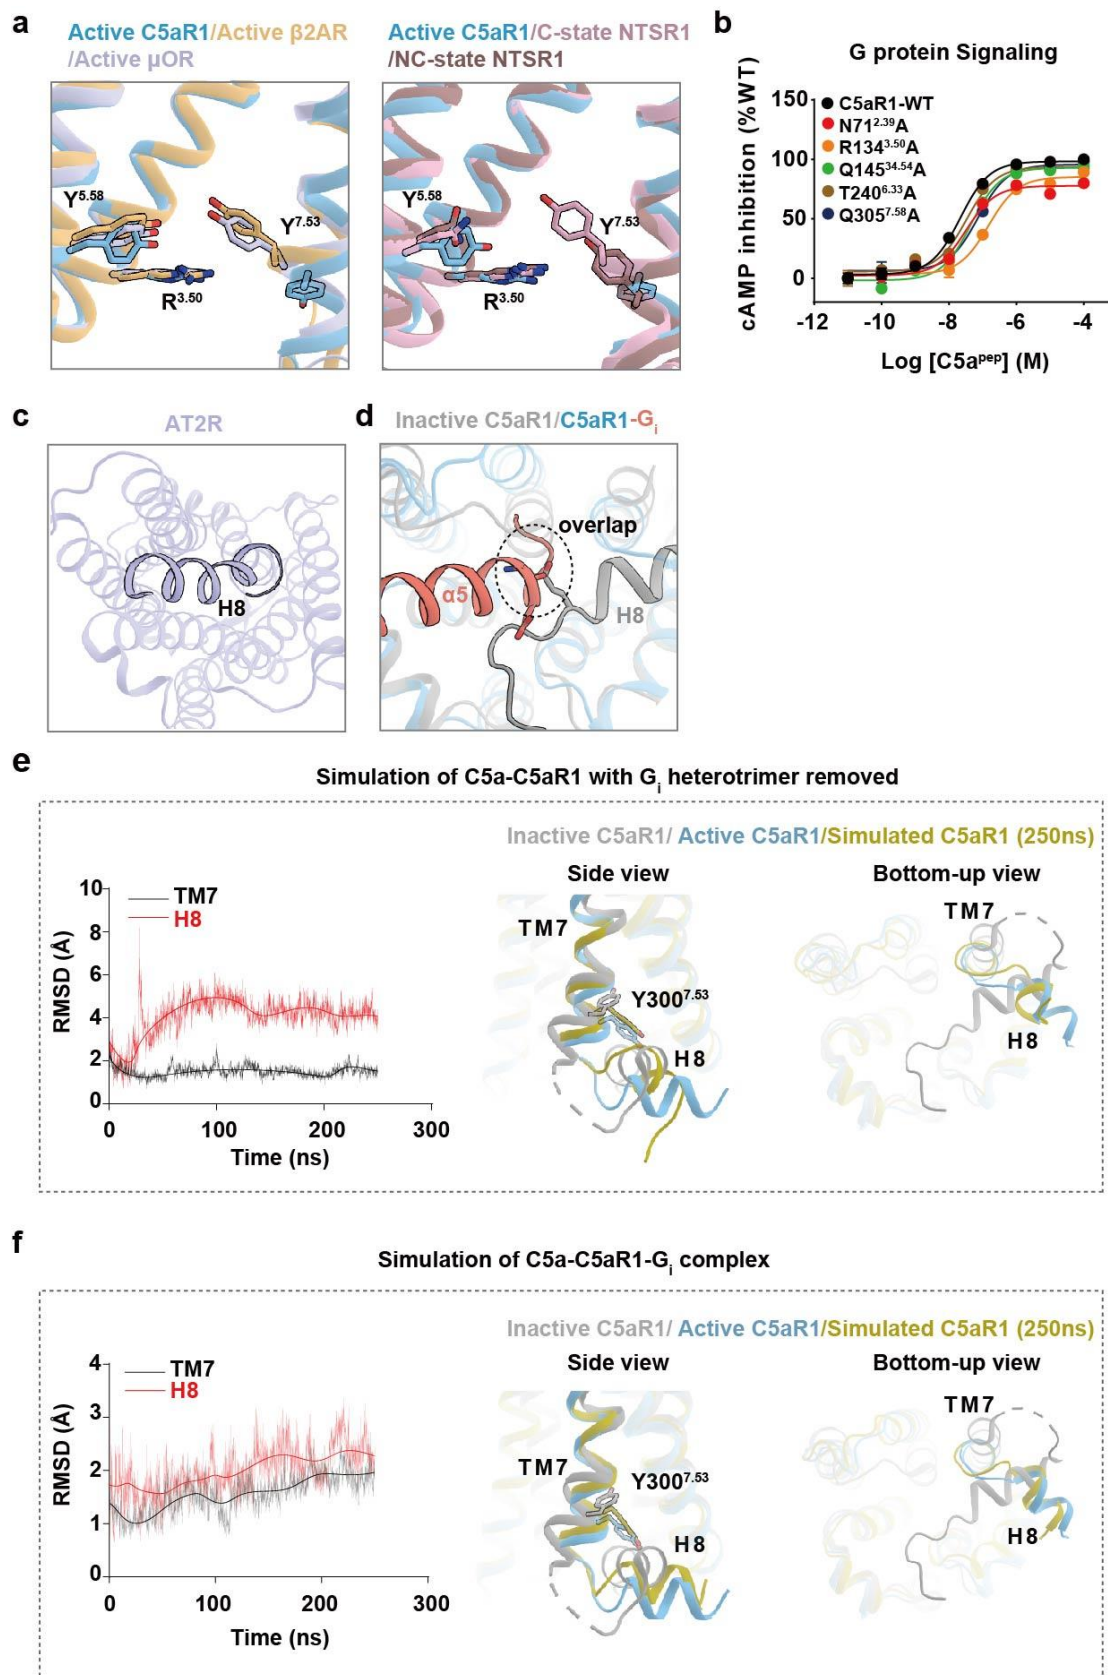 a
Active C5aR1/Active β2AR
/Active µOR
Y5.58
Y7.53
R3.50
Active C5aR1/C-state NTSR1
/NC-state NTSR1
Y5.58
Y7.53
R3.50
b
G protein Signaling
cAMP inhibition (%WT)
150
100
50
0
C5aR1-WT
N712.39A
R1343.50A
Q14534.54A
T2406.33A
Q3057.58A
-12 -10 -8 -6 -4
Log [C5apep] (M)
c
AT2R
H8
d
Inactive C5aR1/C5aR1-Gi
overlap
α5
H8
e
Simulation of C5a-C5aR1 with Gi heterotrimer removed
Inactive C5aR1/ Active C5aR1/Simulated C5aR1 (250ns)
RMSD (Å)
10
8
6
4
2
0
TM7
H8
0 100 200 300
Time (ns)
Side view
TM7
Y3007.53
H8
Bottom-up view
TM7
H8
f
Simulation of C5a-C5aR1-Gi complex
Inactive C5aR1/ Active C5aR1/Simulated C5aR1 (250ns)
RMSD (Å)
4
3
2
1
0
TM7
H8
0 100 200 300
Time (ns)
Side view
TM7
Y3007.53
H8
Bottom-up view
TM7
H8